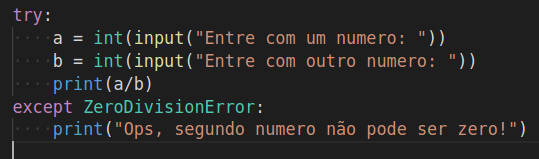 try:
    a = int(input("Entre com um numero: "))
    b = int(input("Entre com outro numero: "))
    print(a/b)
except ZeroDivisionError:
    print("Ops, segundo numero não pode ser zero!")